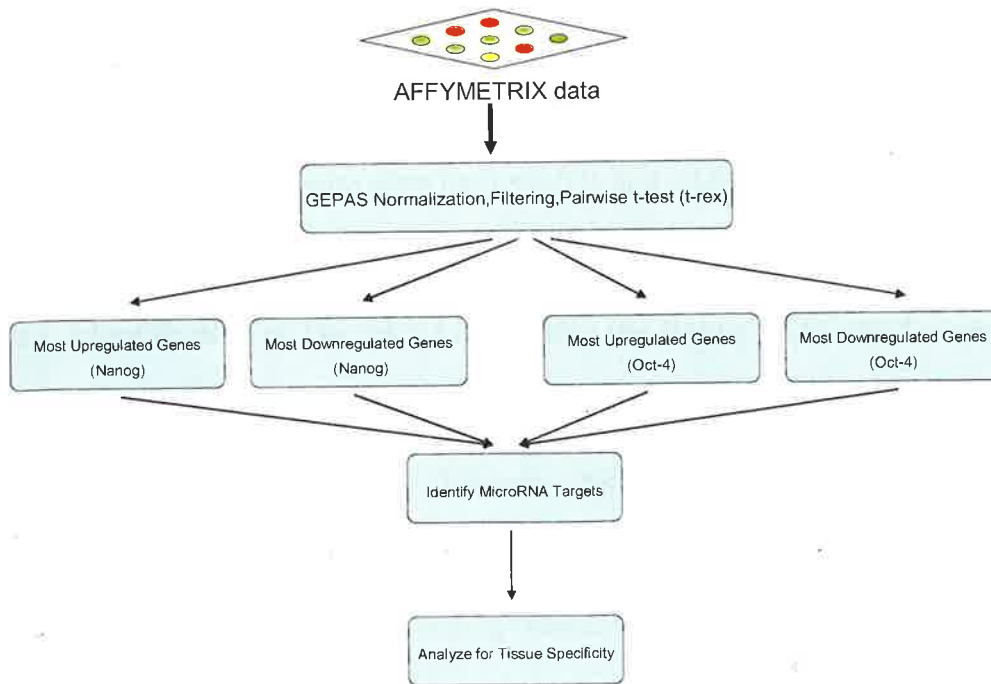 AFFYMETRIX data
GEPAS Normalization,Filtering,Pairwise t-test (t-rex)
Most Upregulated Genes
(Nanog)
Most Downregulated Genes
(Nanog)
Most Upregulated Genes
(Oct-4)
Most Downregulated Genes
(Oct-4)
Identify MicroRNA Targets
Analyze for Tissue Specificity